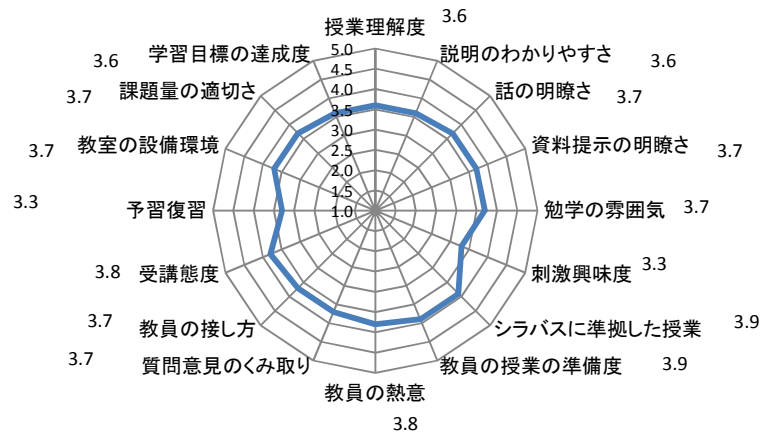 授業理解度 3.6
説明のわかりやすさ 3.6
話の明瞭さ 3.7
資料提示の明瞭さ 3.7
勉学の雰囲気 3.7
刺激興味度 3.3
シラバスに準拠した授業 3.9
教員の授業の準備度 3.9
教員の熱意 3.8
質問意見のくみ取り 3.7
教員の接し方 3.7
受講態度 3.8
予習復習 3.3
教室の設備環境 3.7
課題量の適切さ 3.7
学習目標の達成度 3.6
5.0
4.5
4.0
3.5
3.0
2.5
2.0
1.5
1.0